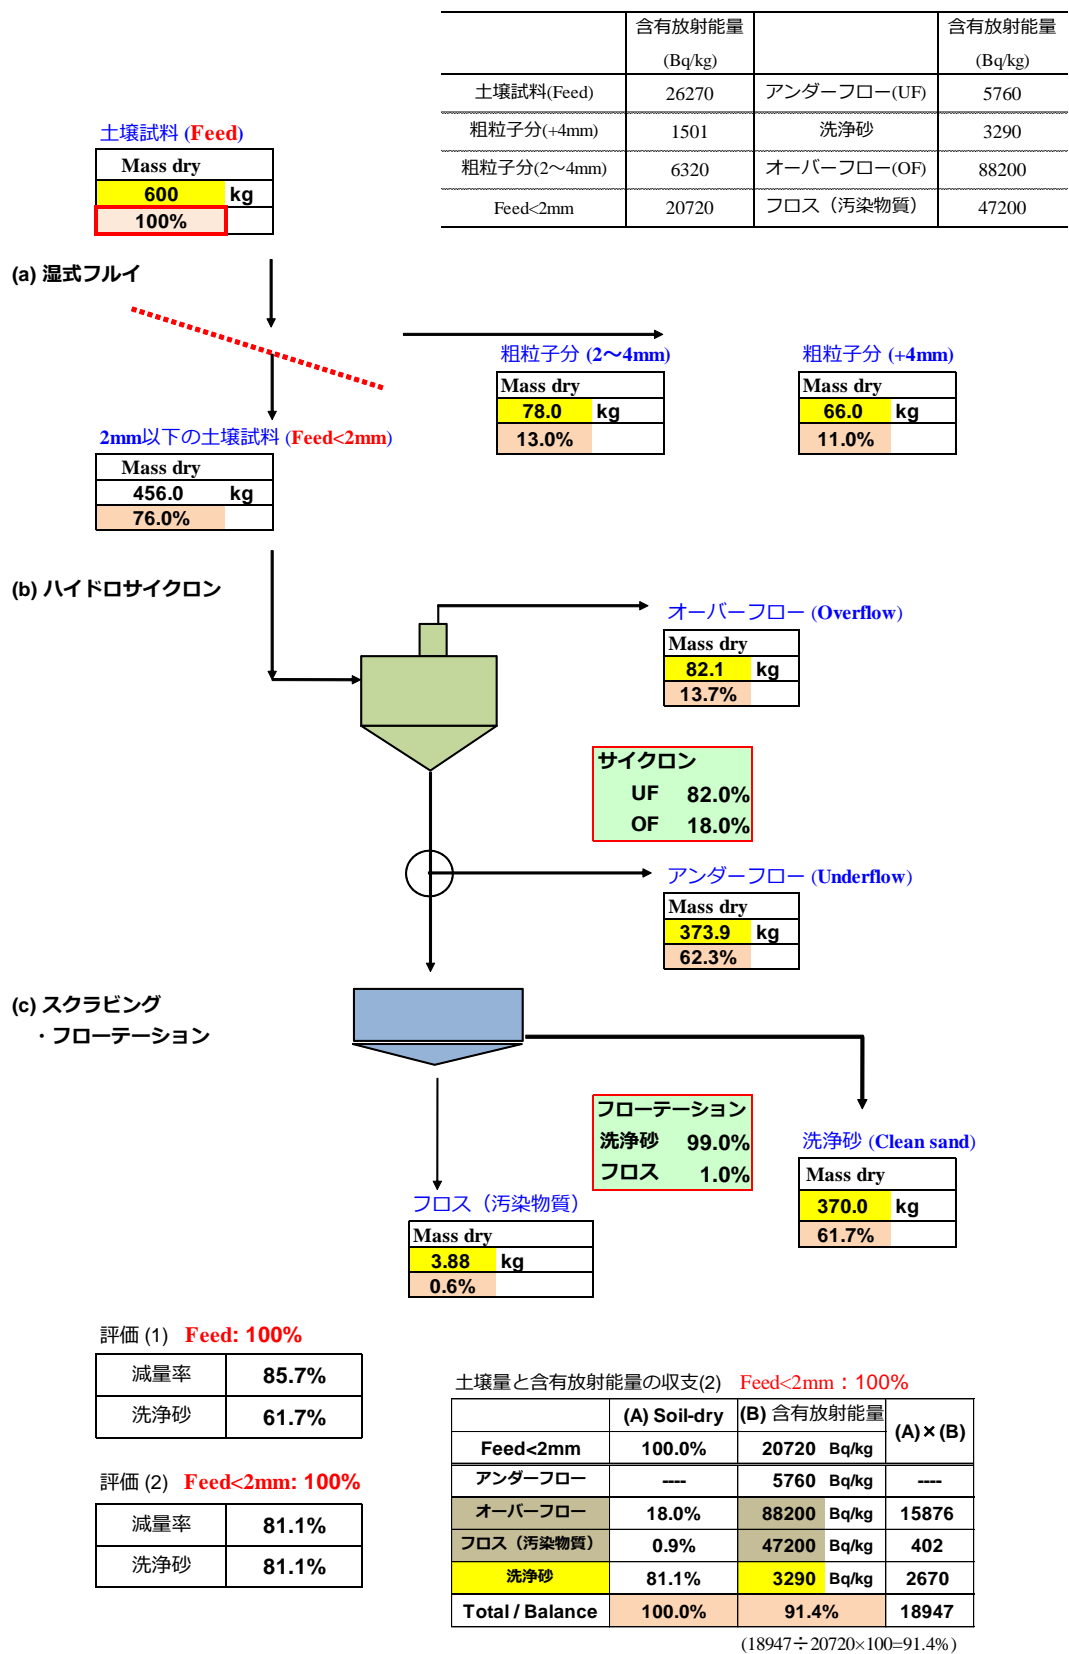 含有放射能量 含有放射能量
(Bq/kg) (Bq/kg)
土壌試料(Feed) 26270 アンダーフロー(UF) 5760
粗粒子分(+4mm) 1501 洗浄砂 3290
粗粒子分(2～4mm) 6320 オーバーフロー(OF) 88200
Feed<2mm 20720 フロス（汚染物質） 47200
土壌試料 (Feed)
Mass dry
600 kg
100%
(a) 湿式フルイ
粗粒子分 (2～4mm)
Mass dry
78.0 kg
13.0%
粗粒子分 (+4mm)
Mass dry
66.0 kg
11.0%
2mm以下の土壌試料 (Feed<2mm)
Mass dry
456.0 kg
76.0%
(b) ハイドロサイクロン
オーバーフロー (Overflow)
Mass dry
82.1 kg
13.7%
サイクロン
UF 82.0%
OF 18.0%
アンダーフロー (Underflow)
Mass dry
373.9 kg
62.3%
(c) スクラビング
・フローテーション
フローテーション
洗浄砂 99.0%
フロス 1.0%
洗浄砂 (Clean sand)
Mass dry
370.0 kg
61.7%
フロス（汚染物質）
Mass dry
3.88 kg
0.6%
評価 (1) Feed: 100%
減量率 85.7%
洗浄砂 61.7%
評価 (2) Feed<2mm: 100%
減量率 81.1%
洗浄砂 81.1%
土壌量と含有放射能量の収支(2) Feed<2mm：100%
(A) Soil-dry (B) 含有放射能量 (A)×(B)
Feed<2mm 100.0% 20720 Bq/kg
アンダーフロー ---- 5760 Bq/kg ----
オーバーフロー 18.0% 88200 Bq/kg 15876
フロス（汚染物質） 0.9% 47200 Bq/kg 402
洗浄砂 81.1% 3290 Bq/kg 2670
Total / Balance 100.0% 91.4% 18947
(18947÷20720×100=91.4%)